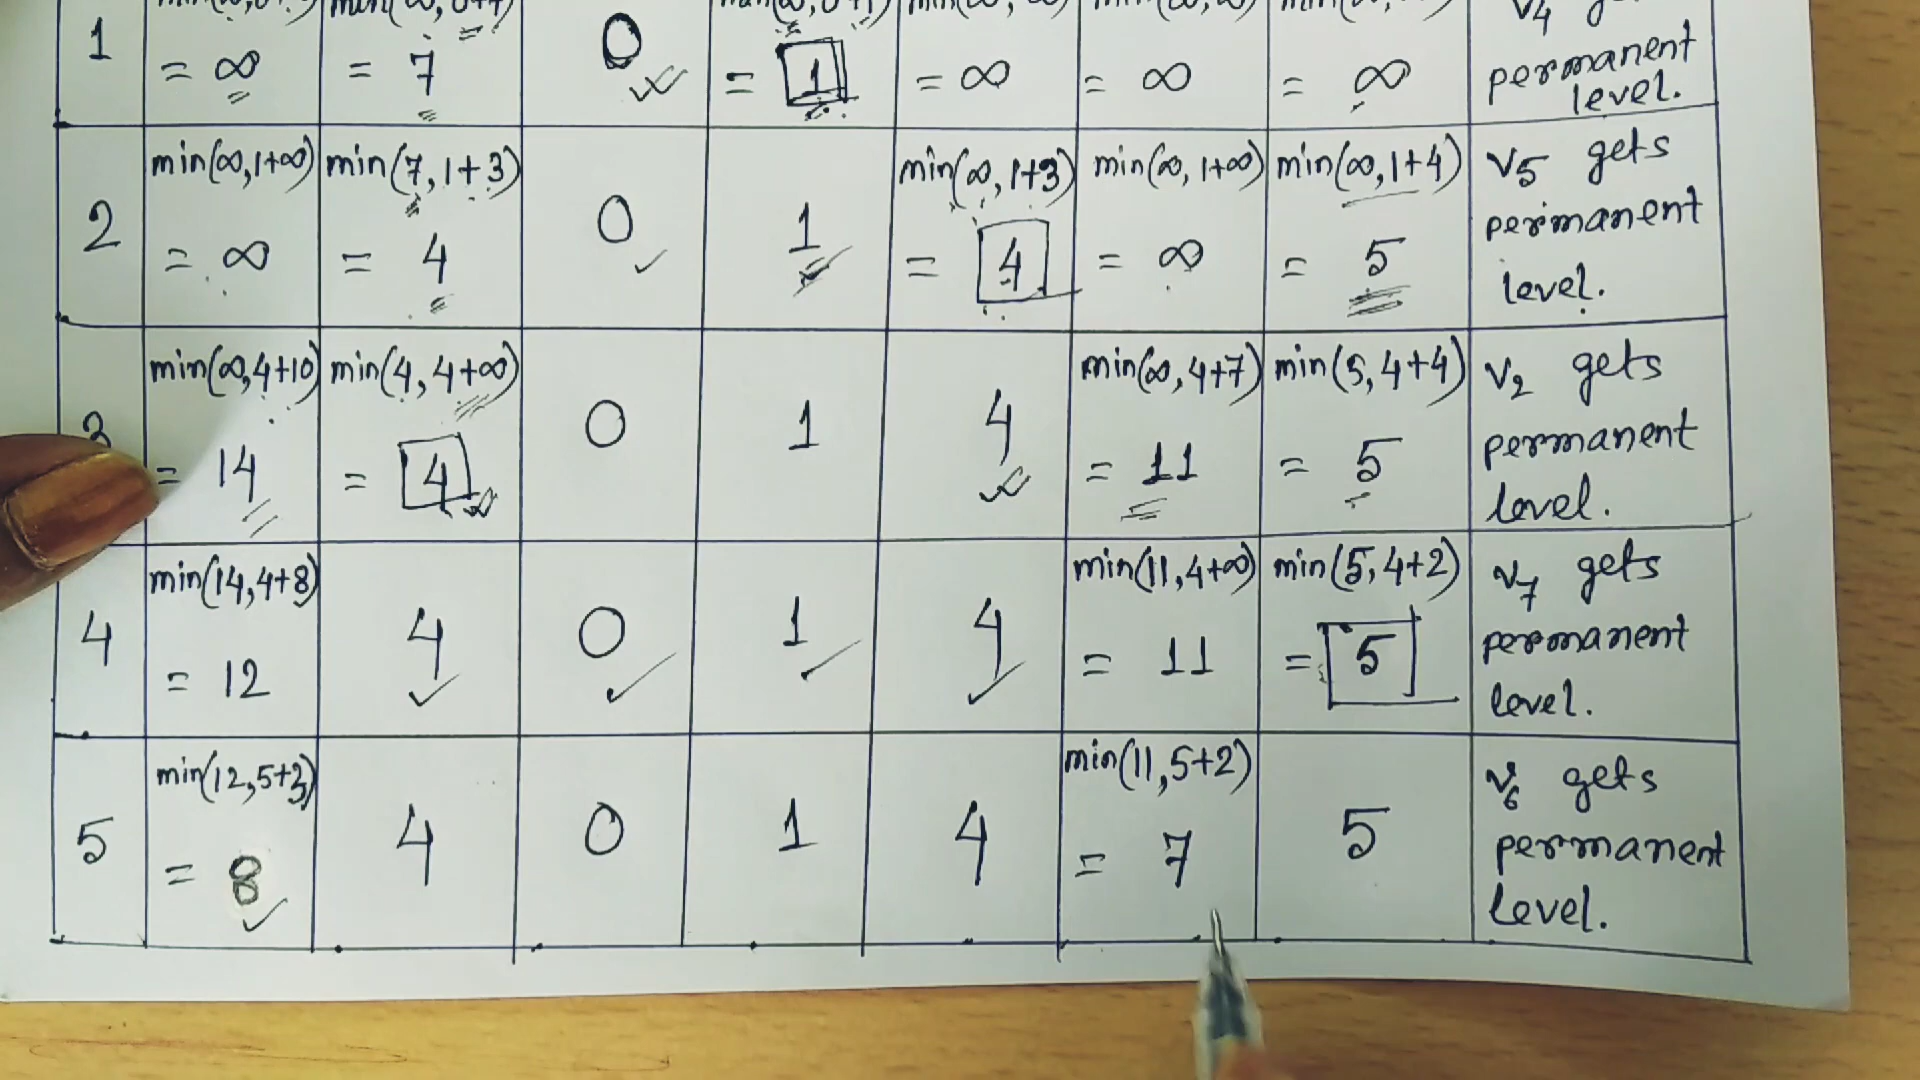 1
= ∞
= 7
0
= 1
= ∞
= ∞
= ∞
permanent
level.
2
min(∞,1+∞)
= ∞
min(7,1+3)
= 4
0
1
min(∞,1+3)
= 4
min(∞,1+∞)
= ∞
min(∞,1+4)
= 5
v5 gets
permanent
level.
3
min(∞,4+10)
= 14
min(4,4+∞)
= 4
0
1
4
min(∞,4+7)
= 11
min(5,4+4)
= 5
v2 gets
permanent
level.
4
min(14,4+8)
= 12
4
0
1
4
min(11,4+∞)
= 11
min(5,4+2)
= 5
v7 gets
permanent
level.
5
min(12,5+3)
= 8
4
0
1
4
min(11,5+2)
= 7
5
v6 gets
permanent
level.